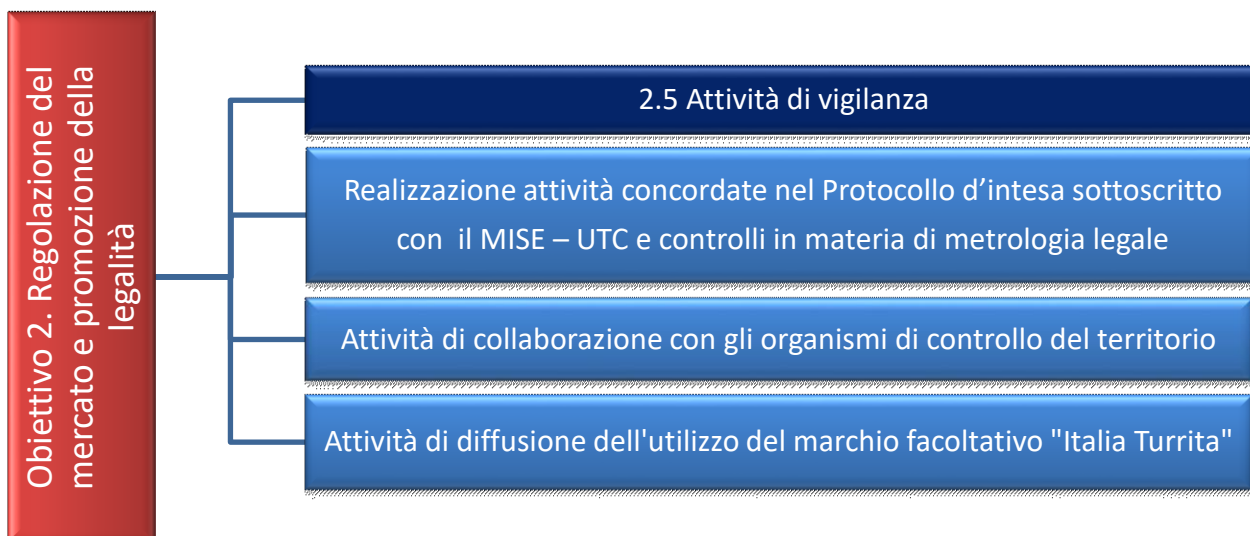 Obiettivo 2. Regolazione del
mercato e promozione della
legalità
2.5 Attività di vigilanza
Realizzazione attività concordate nel Protocollo d’intesa sottoscritto
con il MISE – UTC e controlli in materia di metrologia legale
Attività di collaborazione con gli organismi di controllo del territorio
Attività di diffusione dell'utilizzo del marchio facoltativo "Italia Turrita"